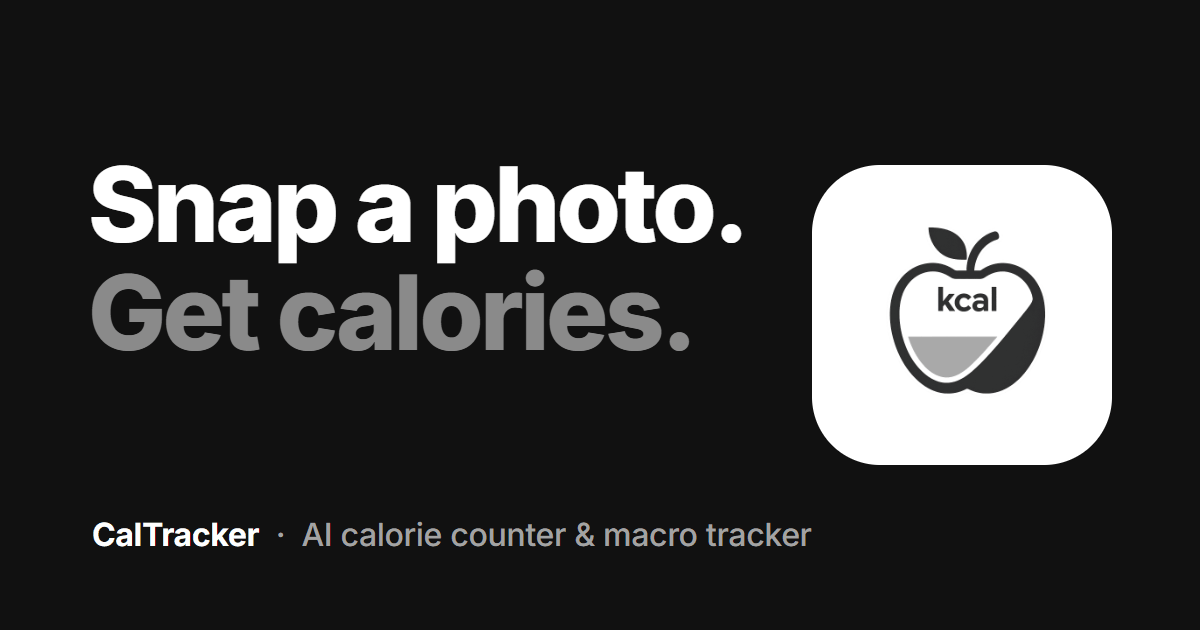 Snap a photo.
Get calories.
kcal
CalTracker · AI calorie counter & macro tracker